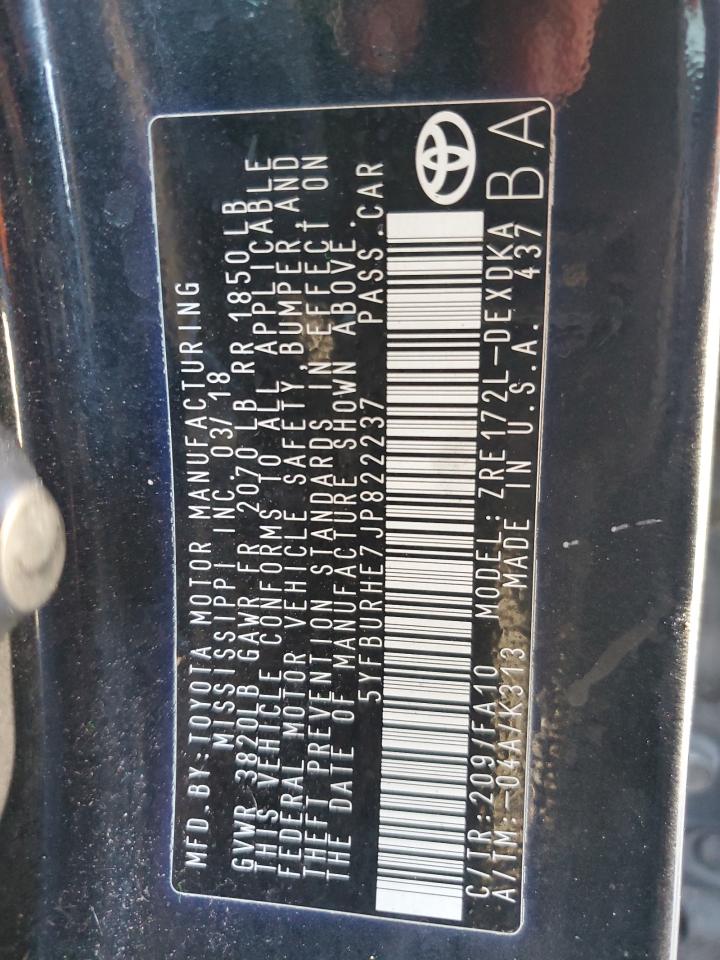 MFD. BY: TOYOTA MOTOR MANUFACTURING
MISSISSIPPI INC. 03/18
GVWR 3820LB GAWR FR 2070 LB RR 1850 LB
THIS VEHICLE CONFORMS TO ALL APPLICABLE
FEDERAL MOTOR VEHICLE SAFETY, BUMPER, AND
THEFT PREVENTION STANDARDS IN EFFECT ON
THE DATE OF MANUFACTURE SHOWN ABOVE.
5YFBURHE7JP822237 PASS.CAR
C/TR: 209/FA10 MODEL: ZRE172L-DEXDKA
A/TM: -04A/K313 MADE IN U.S.A. 437
BA